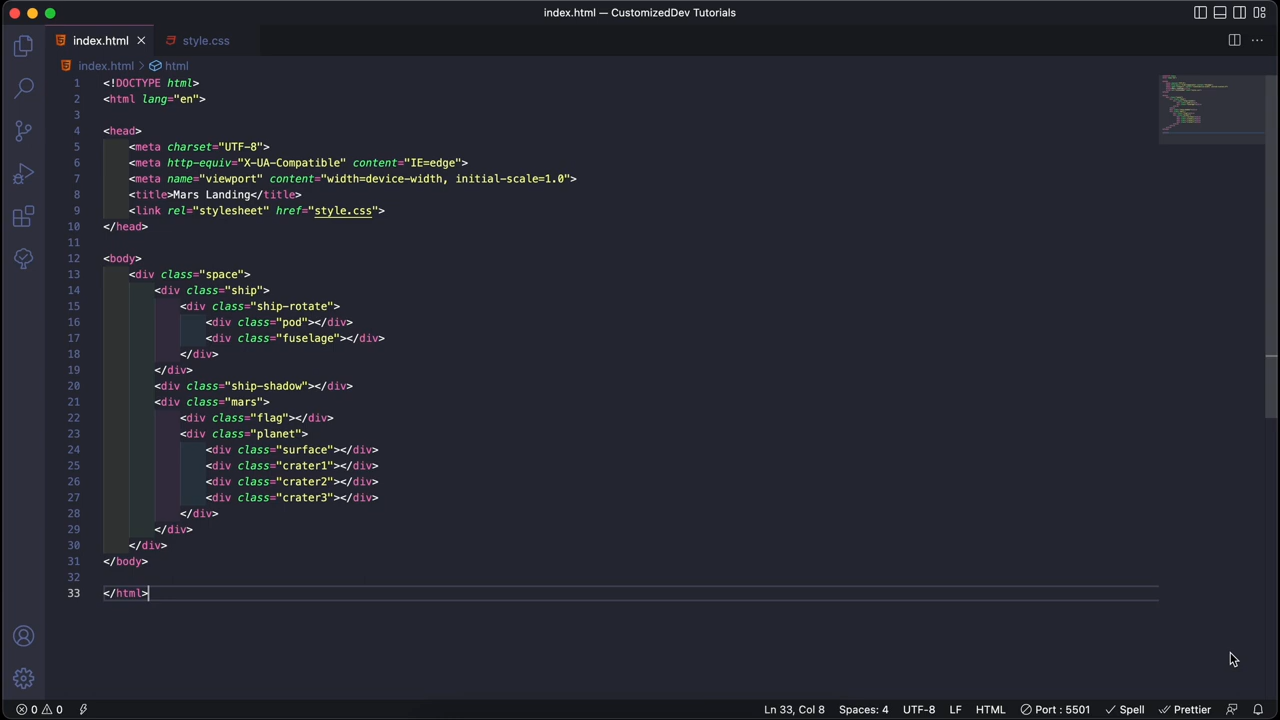 index.html — CustomizedDev Tutorials
index.html
style.css
index.html > html
1 <!DOCTYPE html>
2 <html lang="en">
3
4 <head>
5 <meta charset="UTF-8">
6 <meta http-equiv="X-UA-Compatible" content="IE=edge">
7 <meta name="viewport" content="width=device-width, initial-scale=1.0">
8 <title>Mars Landing</title>
9 <link rel="stylesheet" href="style.css">
10 </head>
11
12 <body>
13 <div class="space">
14 <div class="ship">
15 <div class="ship-rotate">
16 <div class="pod"></div>
17 <div class="fuselage"></div>
18 </div>
19 </div>
20 <div class="ship-shadow"></div>
21 <div class="mars">
22 <div class="flag"></div>
23 <div class="planet">
24 <div class="surface"></div>
25 <div class="crater1"></div>
26 <div class="crater2"></div>
27 <div class="crater3"></div>
28 </div>
29 </div>
30 </div>
31 </body>
32
33 </html>
0 0 Ln 33, Col 8 Spaces: 4 UTF-8 LF HTML Port : 5501 Spell Prettier